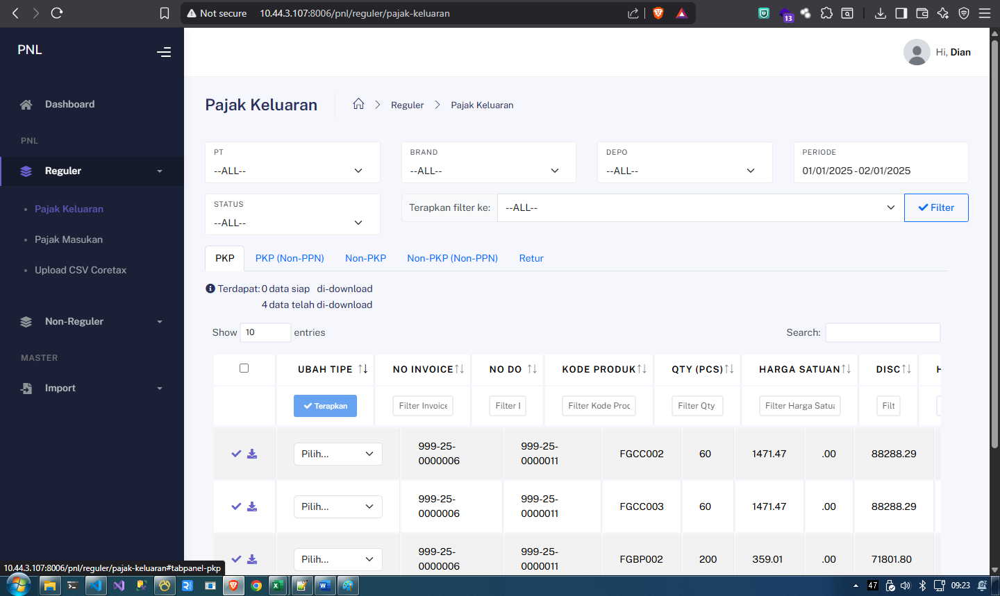 Not secure 10.44.3.107:8006/pnl/reguler/pajak-keluaran
13
PNL
Hi, Dian
Dashboard
PNL
Reguler
Pajak Keluaran
Pajak Masukan
Upload CSV Coretax
Non-Reguler
MASTER
Import
Pajak Keluaran
Reguler
Pajak Keluaran
PT
--ALL--
BRAND
--ALL--
DEPO
--ALL--
PERIODE
01/01/2025 - 02/01/2025
STATUS
--ALL--
Terapkan filter ke:
--ALL--
Filter
PKP
PKP (Non-PPN)
Non-PKP
Non-PKP (Non-PPN)
Retur
Terdapat: 0 data siap di-download
4 data telah di-download
Show 10 entries
Search:
UBAH TIPE NO INVOICE NO DO KODE PRODUK QTY (PCS) HARGA SATUAN DISC
Terapkan Filter Invoice Filter I Filter Kode Proc Filter Qty Filter Harga Satua Filt
Pilih... 999-25-0000006 999-25-0000011 FGCC002 60 1471.47 .00 88288.29
Pilih... 999-25-0000006 999-25-0000011 FGCC003 60 1471.47 .00 88288.29
Pilih... 999-25-0000006 999-25-0000011 FGBP002 200 359.01 .00 71801.80
10.44.3.107:8006/pnl/reguler/pajak-keluaran#tabpanel-pkp
47
09:23